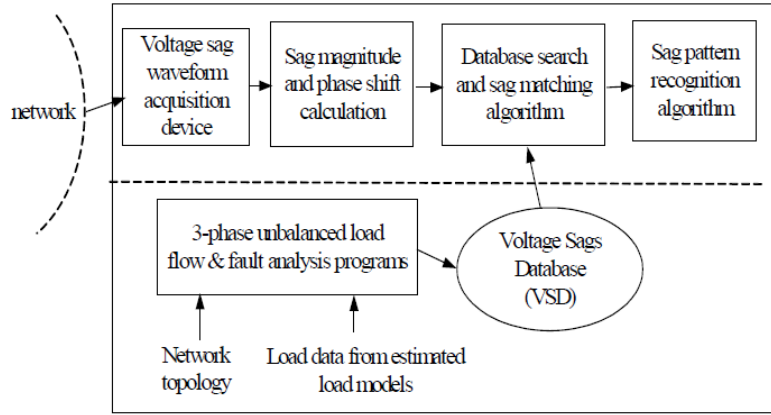 network
Voltage sag
waveform
acquisition
device
Sag magnitude
and phase shift
calculation
Database search
and sag matching
algorithm
Sag pattern
recognition
algorithm
3-phase unbalanced load
flow & fault analysis programs
Voltage Sags
Database
(VSD)
Network
topology
Load data from estimated
load models